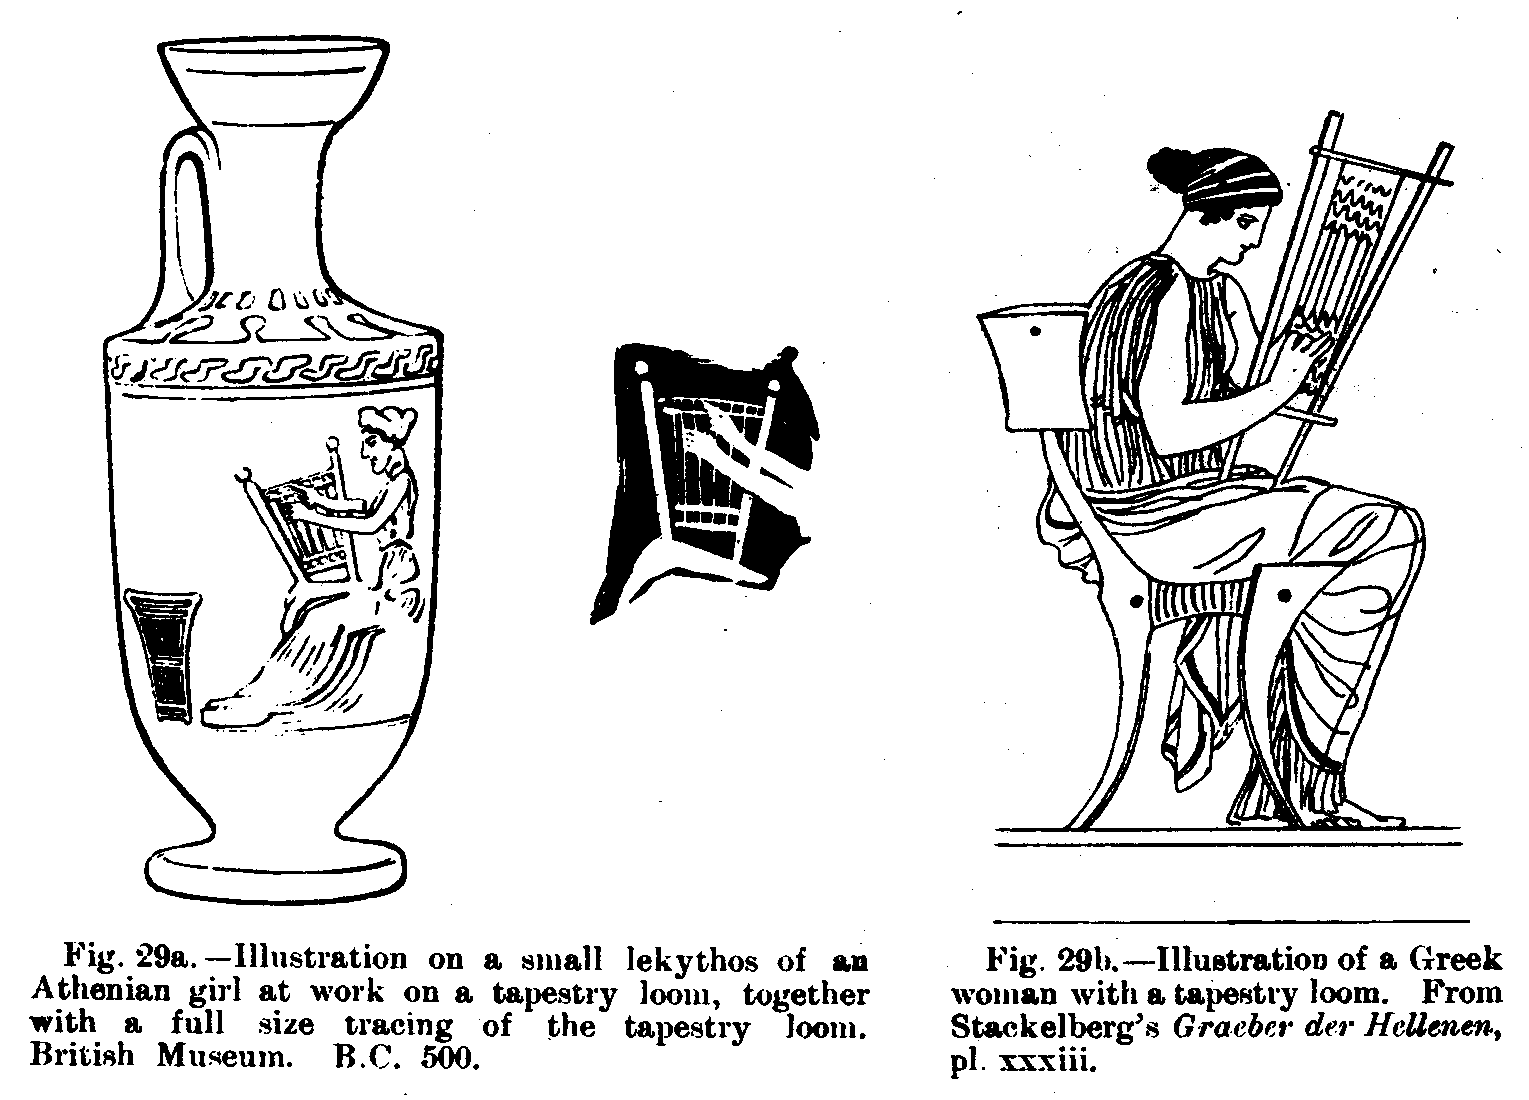 Fig. 29a.—Illustration on a small lekythos of an
Athenian girl at work on a tapestry loom, together
with a full size tracing of the tapestry loom.
British Museum. B.C. 500.
Fig. 29b.—Illustration of a Greek
woman with a tapestry loom. From
Stackelberg's Graeber der Hellenen,
pl. xxxiii.